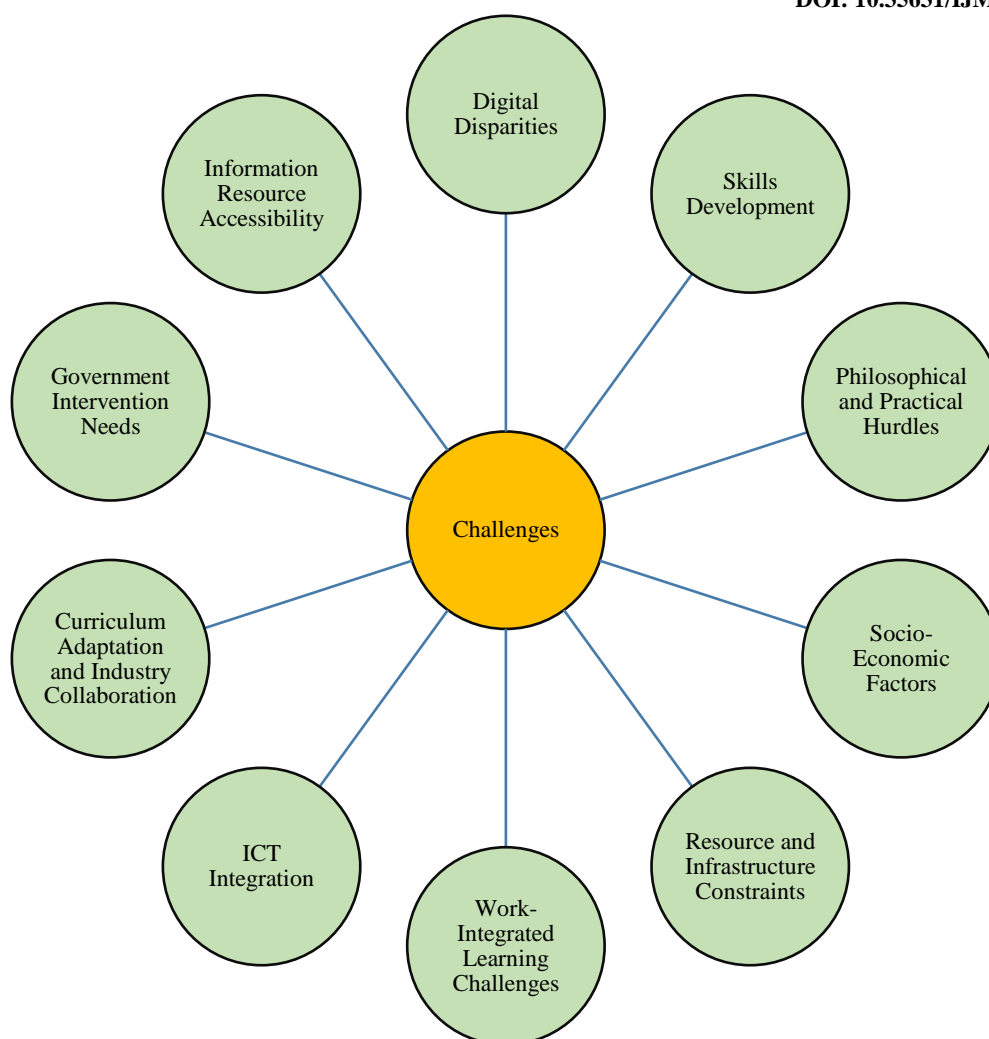 Digital
Disparities
Skills
Development
Philosophical
and Practical
Hurdles
Socio-
Economic
Factors
Resource and
Infrastructure
Constraints
Work-
Integrated
Learning
Challenges
ICT
Integration
Curriculum
Adaptation
and Industry
Collaboration
Government
Intervention
Needs
Information
Resource
Accessibility
Challenges